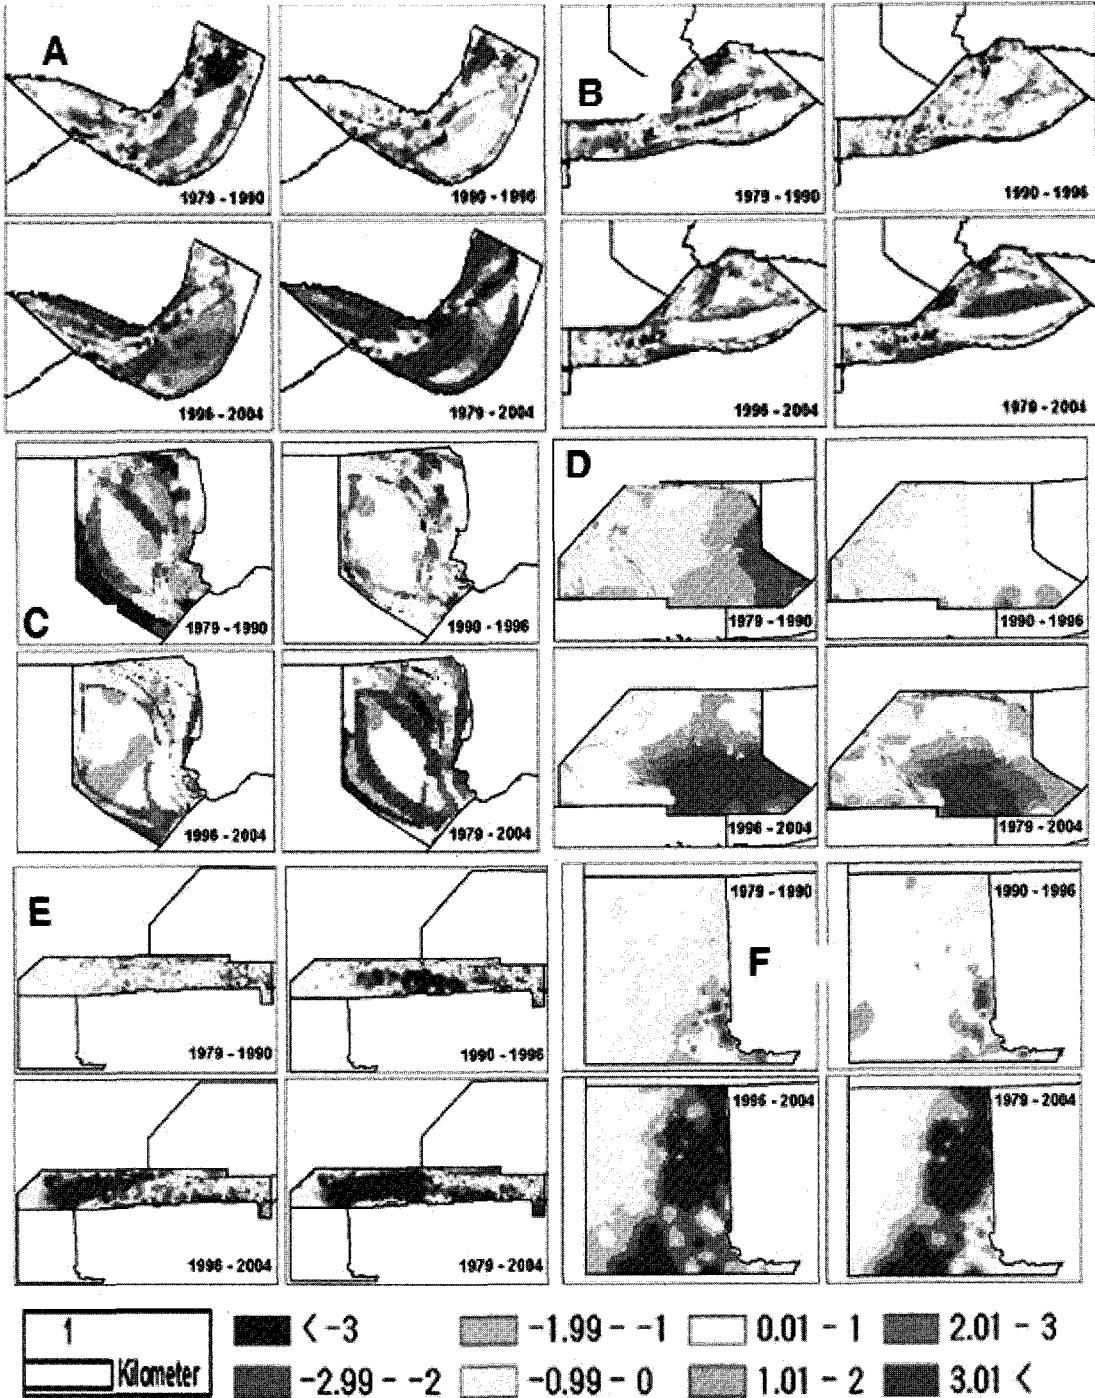 A
B
1979 - 1990
1990 - 1996
1979 - 1990
1990 - 1996
1996 - 2004
1979 - 2004
1996 - 2004
1979 - 2004
C
D
1979 - 1990
1990 - 1996
1979 - 1990
1990 - 1996
1996 - 2004
1979 - 2004
1996 - 2004
1979 - 2004
E
F
1979 - 1990
1990 - 1996
1979 - 1990
1990 - 1996
1996 - 2004
1979 - 2004
1996 - 2004
1979 - 2004
1
Kilometer
< -3
-1.99 - -1
0.01 - 1
2.01 - 3
-2.99 - -2
-0.99 - 0
1.01 - 2
3.01 <